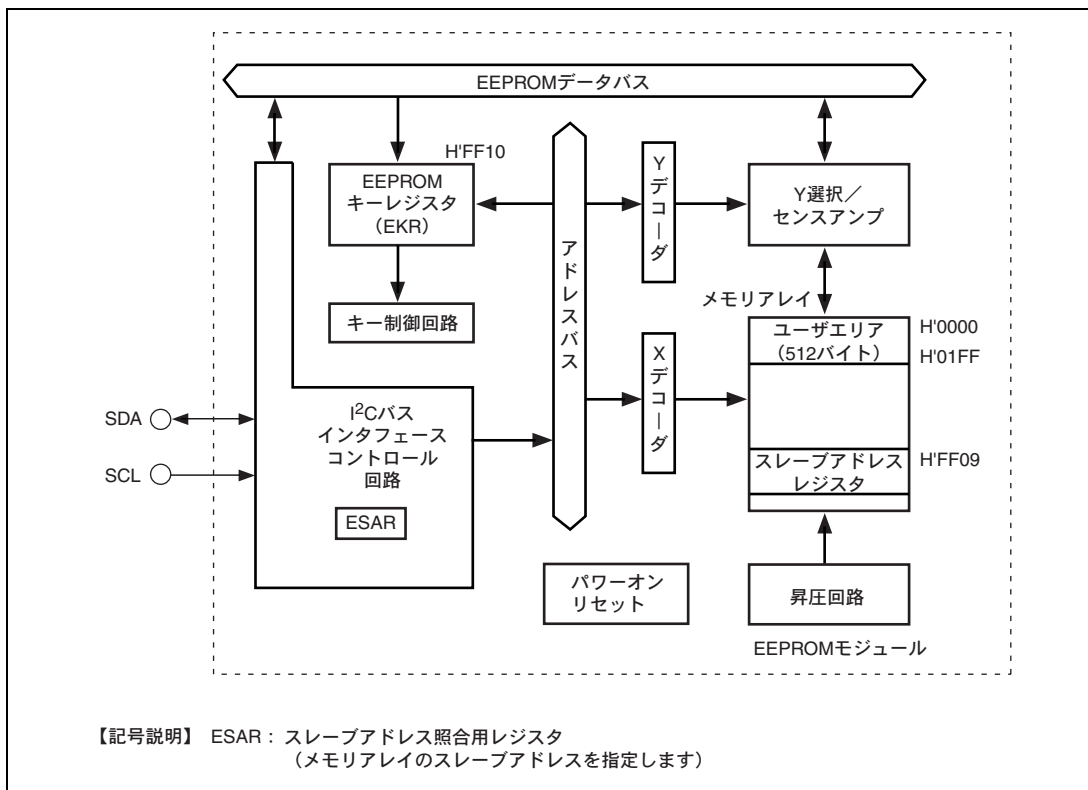 EEPROMデータバス
H'FF10
EEPROM
キーレジスタ
（EKR）
キー制御回路
アドレスバス
Yデコーダ
Y選択／
センスアンプ
メモリアレイ
ユーザエリア
（512バイト）
H'0000
H'01FF
Xデコーダ
スレーブアドレス
レジスタ
H'FF09
SDA
SCL
I²Cバス
インタフェース
コントロール
回路
ESAR
パワーオン
リセット
昇圧回路
EEPROMモジュール
【記号説明】 ESAR： スレーブアドレス照合用レジスタ
（メモリアレイのスレーブアドレスを指定します）